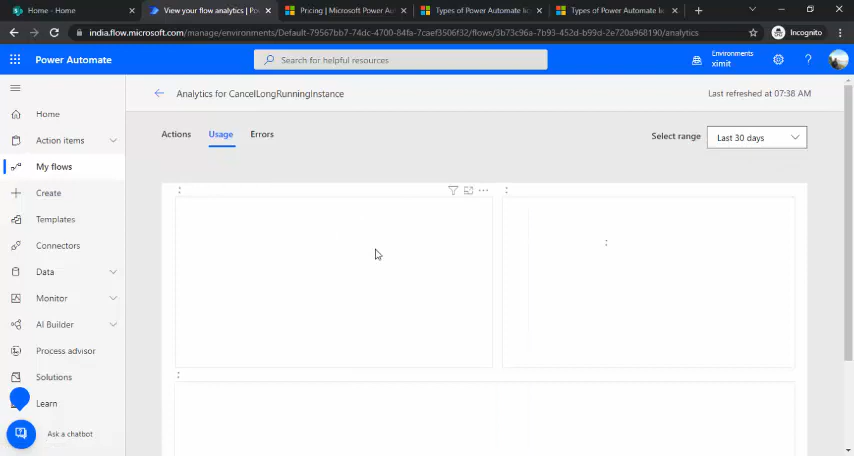 Home - Home
View your flow analytics | Po
Pricing | Microsoft Power Au
Types of Power Automate lic
Types of Power Automate lic
india.flow.microsoft.com/manage/environments/Default-79567bb7-74dc-4700-84fa-7caef3506f32/flows/3b73c96a-7b93-452d-b99d-2e720a968190/analytics
Incognito
Power Automate
Search for helpful resources
Environments
ximit
Analytics for CancelLongRunningInstance
Last refreshed at 07:38 AM
Home
Action items
My flows
Create
Templates
Connectors
Data
Monitor
AI Builder
Process advisor
Solutions
Learn
Ask a chatbot
Actions
Usage
Errors
Select range
Last 30 days